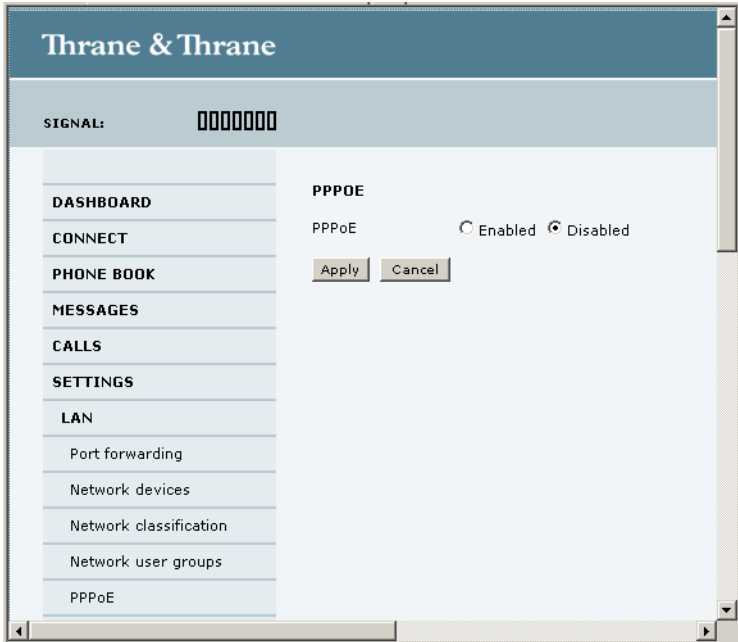 Thrane & Thrane
SIGNAL:
DASHBOARD
CONNECT
PHONE BOOK
MESSAGES
CALLS
SETTINGS
LAN
Port forwarding
Network devices
Network classification
Network user groups
PPPoE
PPPOE
PPPoE Enabled Disabled
Apply Cancel